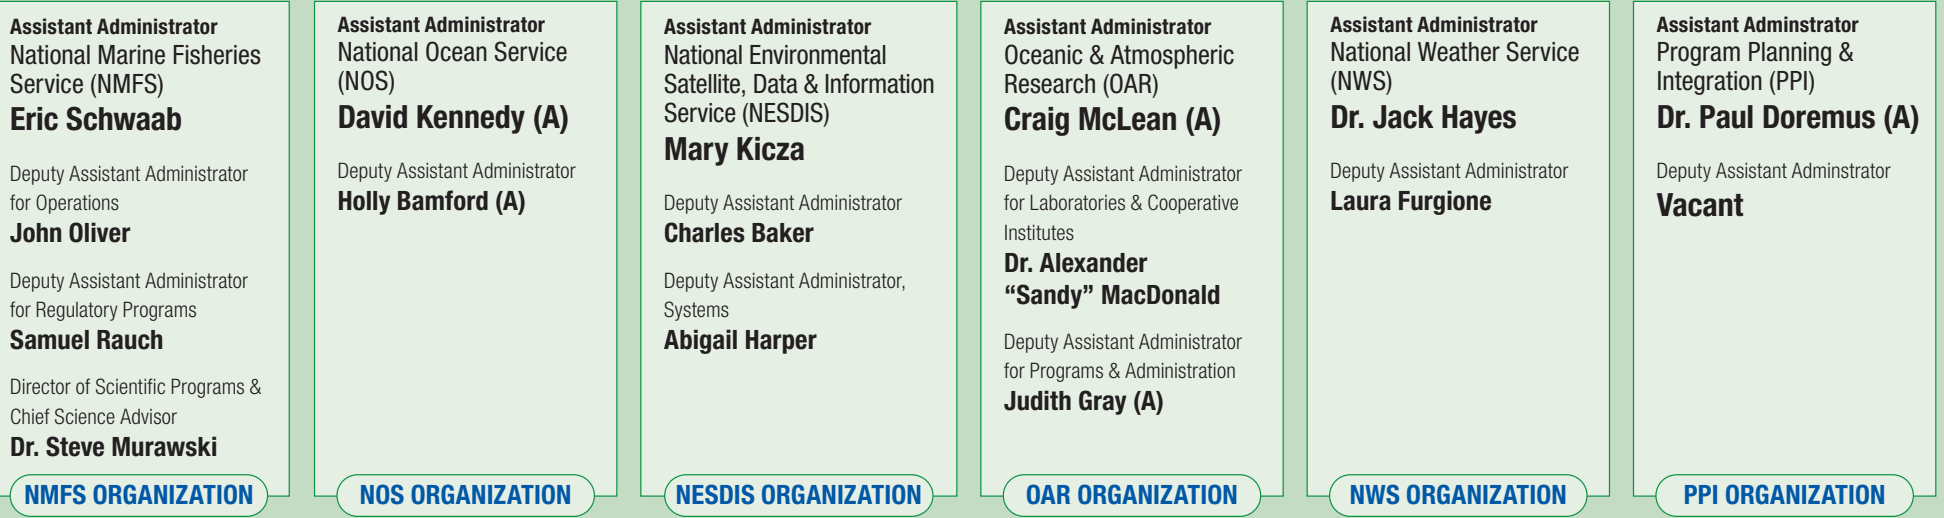 Assistant Administrator
National Marine Fisheries
Service (NMFS)
Eric Schwaab
Deputy Assistant Administrator
for Operations
John Oliver
Deputy Assistant Administrator
for Regulatory Programs
Samuel Rauch
Director of Scientific Programs &
Chief Science Advisor
Dr. Steve Murawski
NMFS ORGANIZATION
Assistant Administrator
National Ocean Service
(NOS)
David Kennedy (A)
Deputy Assistant Administrator
Holly Bamford (A)
NOS ORGANIZATION
Assistant Administrator
National Environmental
Satellite, Data & Information
Service (NESDIS)
Mary Kicza
Deputy Assistant Administrator
Charles Baker
Deputy Assistant Administrator,
Systems
Abigail Harper
NESDIS ORGANIZATION
Assistant Administrator
Oceanic & Atmospheric
Research (OAR)
Craig McLean (A)
Deputy Assistant Administrator
for Laboratories & Cooperative
Institutes
Dr. Alexander
“Sandy” MacDonald
Deputy Assistant Administrator
for Programs & Administration
Judith Gray (A)
OAR ORGANIZATION
Assistant Administrator
National Weather Service
(NWS)
Dr. Jack Hayes
Deputy Assistant Administrator
Laura Furgione
NWS ORGANIZATION
Assistant Adminstrator
Program Planning &
Integration (PPI)
Dr. Paul Doremus (A)
Deputy Assistant Adminstrator
Vacant
PPI ORGANIZATION